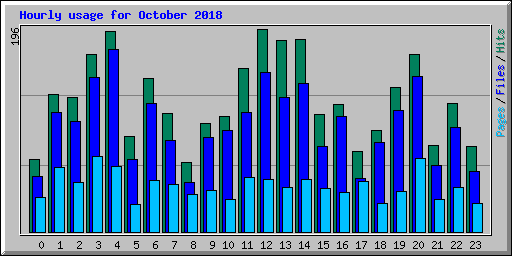 Hourly usage for October 2018
196
Pages/Files/Hits
0 1 2 3 4 5 6 7 8 9 10 11 12 13 14 15 16 17 18 19 20 21 22 23